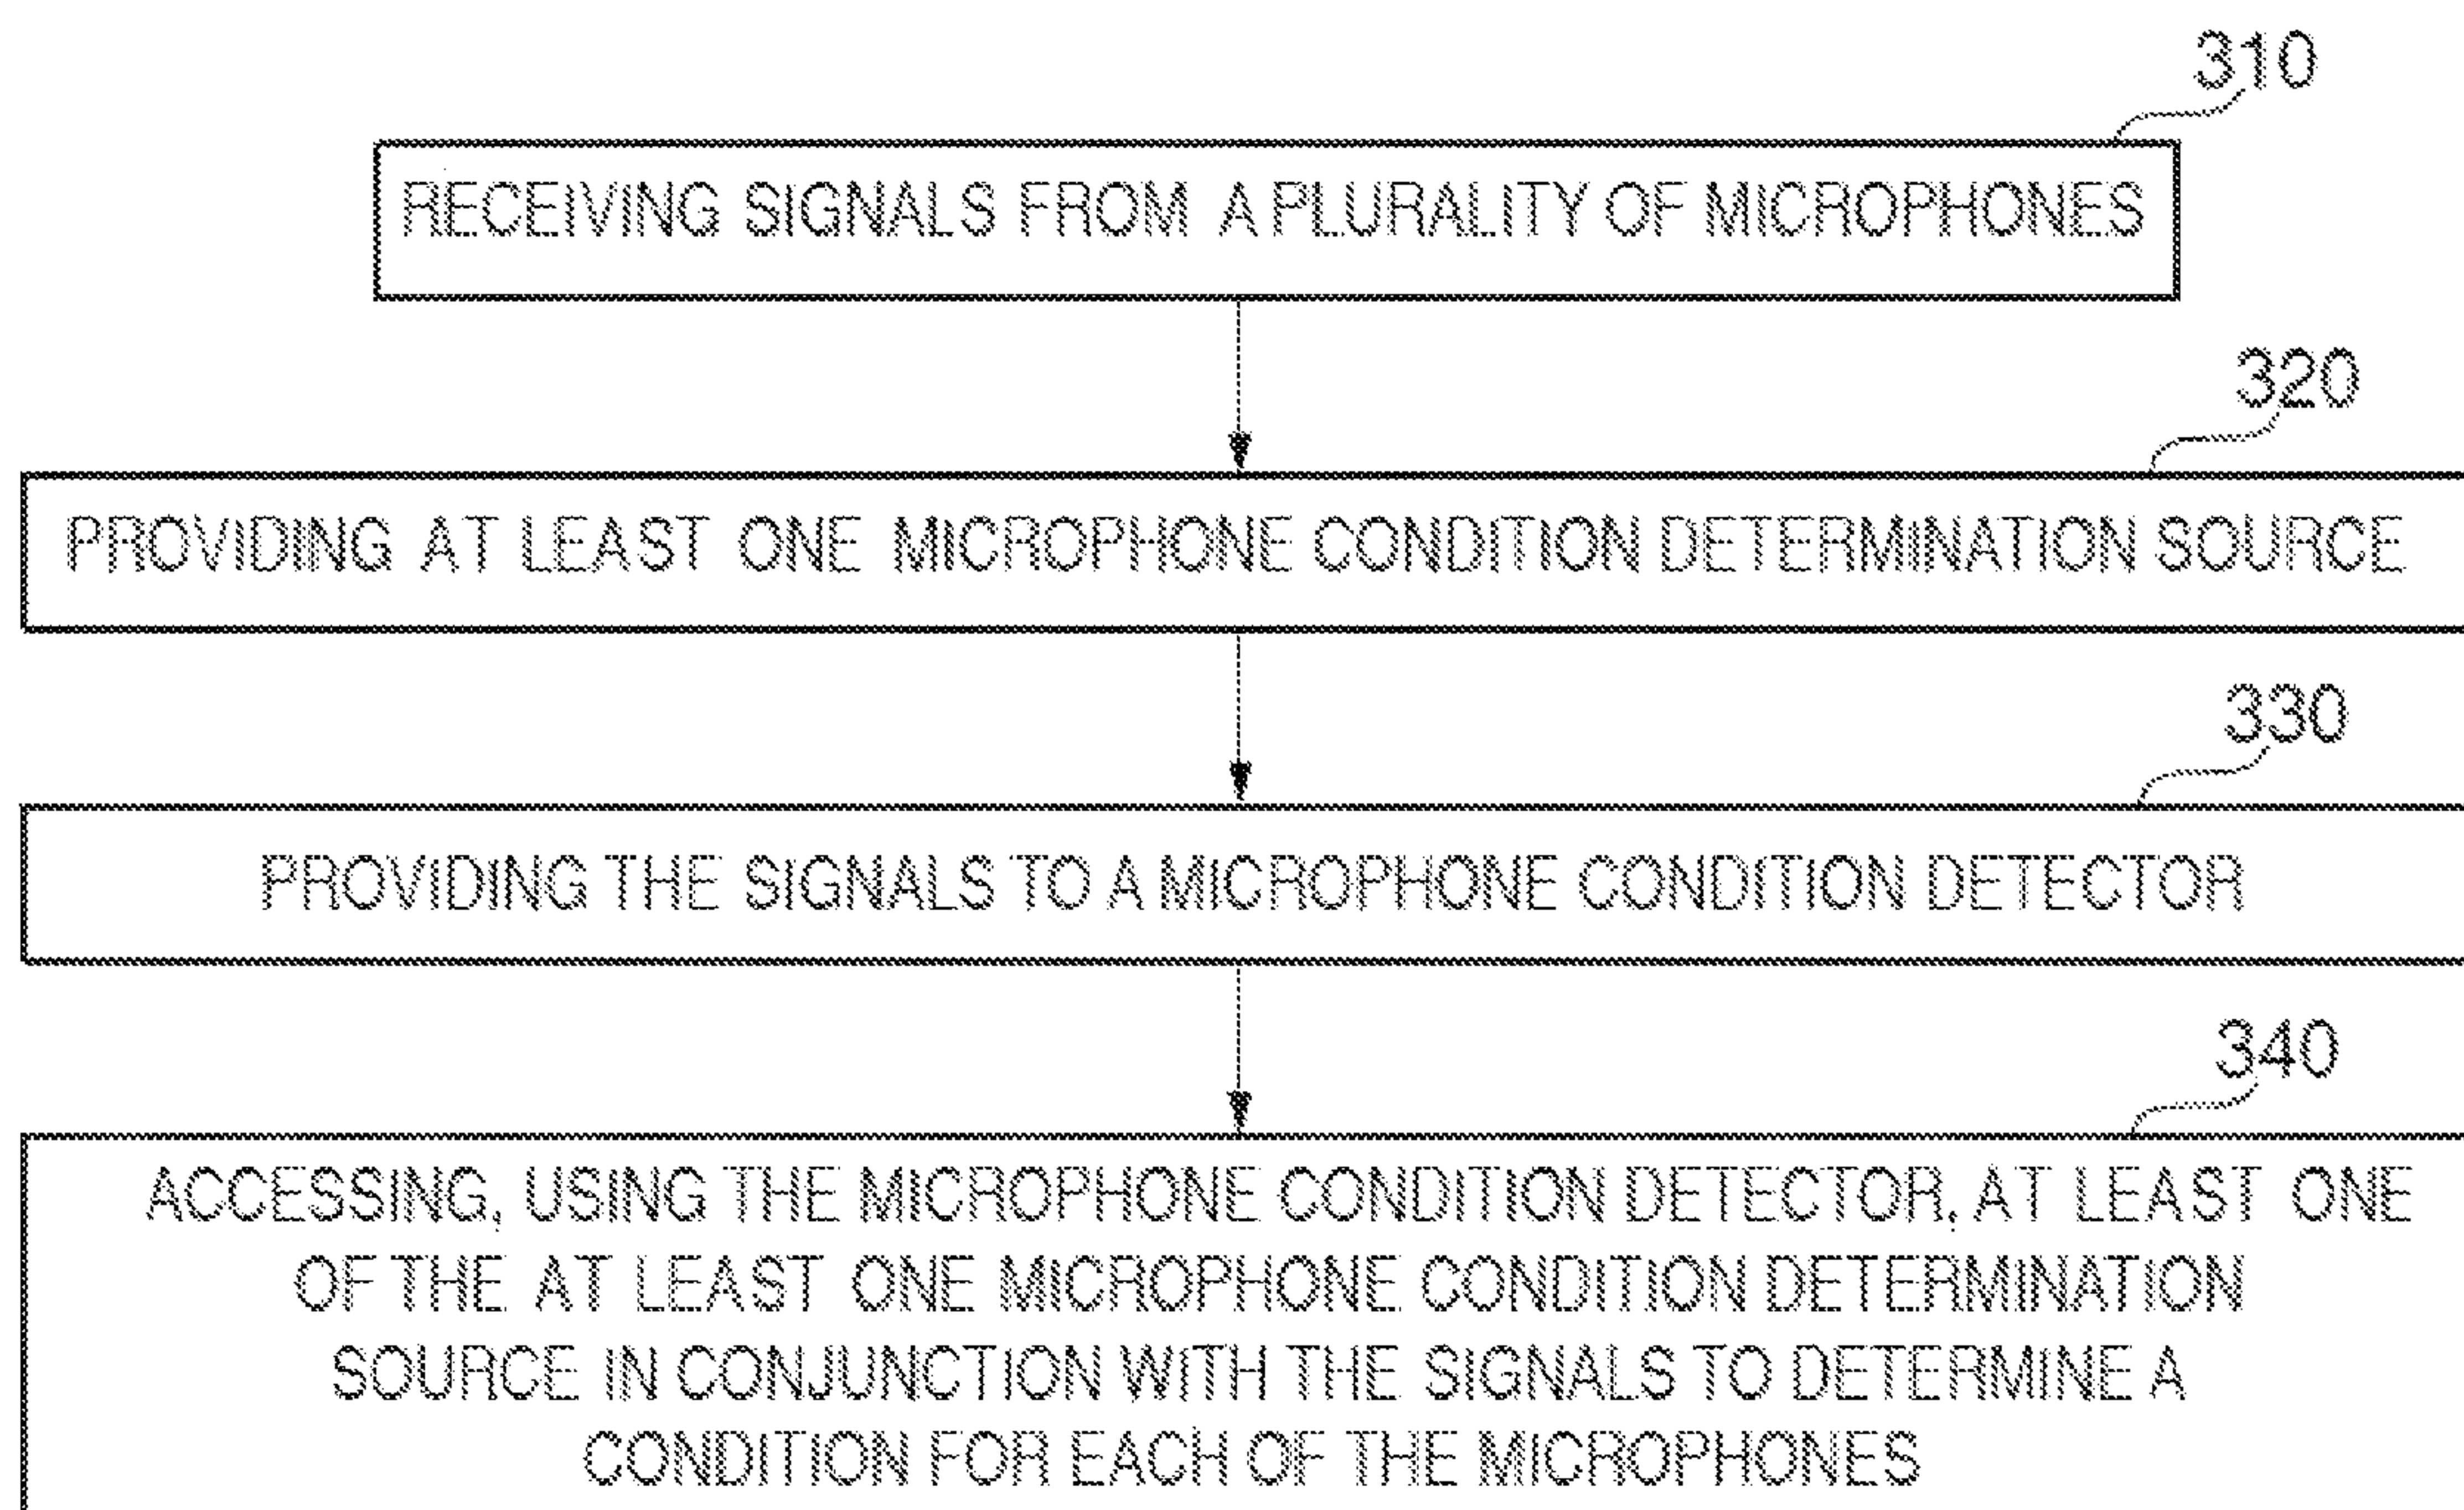 310
RECEIVING SIGNALS FROM A PLURALITY OF MICROPHONES
320
PROVIDING AT LEAST ONE MICROPHONE CONDITION DETERMINATION SOURCE
330
PROVIDING THE SIGNALS TO A MICROPHONE CONDITION DETECTOR
340
ACCESSING, USING THE MICROPHONE CONDITION DETECTOR, AT LEAST ONE
OF THE AT LEAST ONE MICROPHONE CONDITION DETERMINATION
SOURCE IN CONJUNCTION WITH THE SIGNALS TO DETERMINE A
CONDITION FOR EACH OF THE MICROPHONES